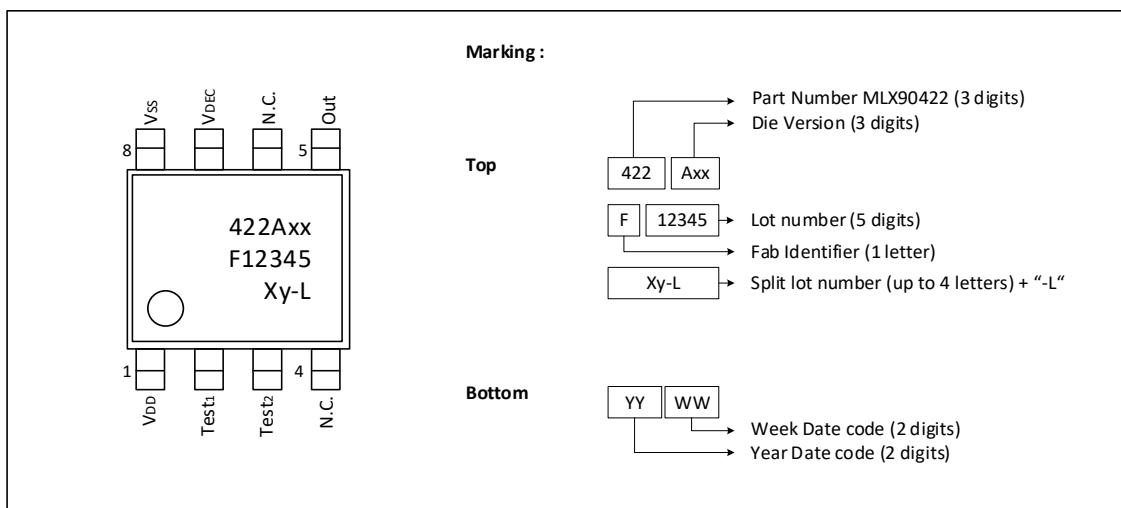 Marking :
Vss VDEC N.C. Out
8 5
422Axx
F12345
Xy-L
1 4
VDD Test1 Test2 N.C.
Part Number MLX90422 (3 digits)
Die Version (3 digits)
Top
422 Axx
F 12345 Lot number (5 digits)
Fab Identifier (1 letter)
Xy-L Split lot number (up to 4 letters) + “-L“
Bottom
YY WW
Week Date code (2 digits)
Year Date code (2 digits)